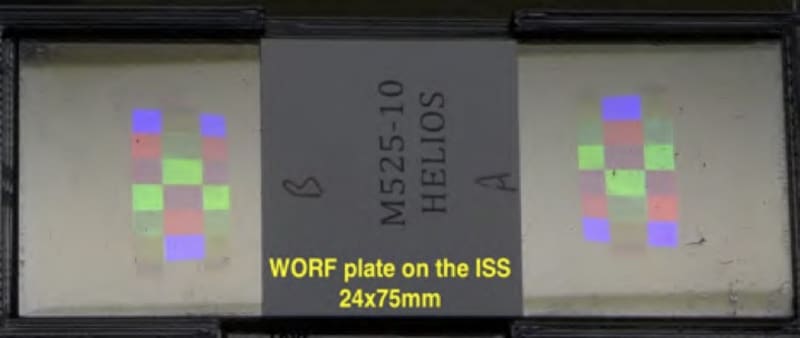 B
M525-10
HELIOS
A
WORF plate on the ISS
24x75mm